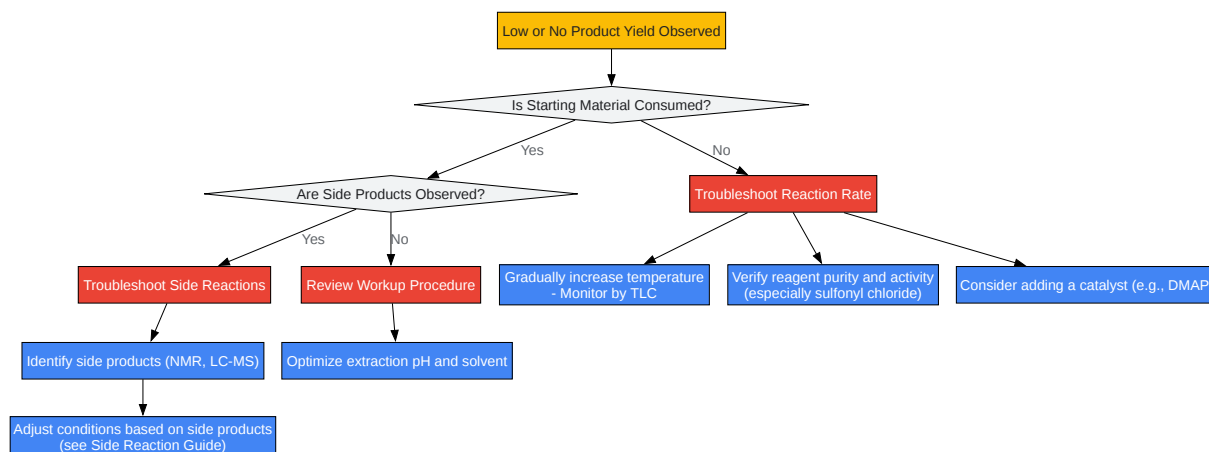 Low or No Product Yield Observed
Is Starting Material Consumed?
Yes
No
Are Side Products Observed?
Troubleshoot Reaction Rate
Yes
No
Troubleshoot Side Reactions
Review Workup Procedure
Gradually increase temperature
- Monitor by TLC
Verify reagent purity and activity
(especially sulfonyl chloride)
Consider adding a catalyst (e.g., DMAP
Identify side products (NMR, LC-MS)
Optimize extraction pH and solvent
Adjust conditions based on side products
(see Side Reaction Guide)